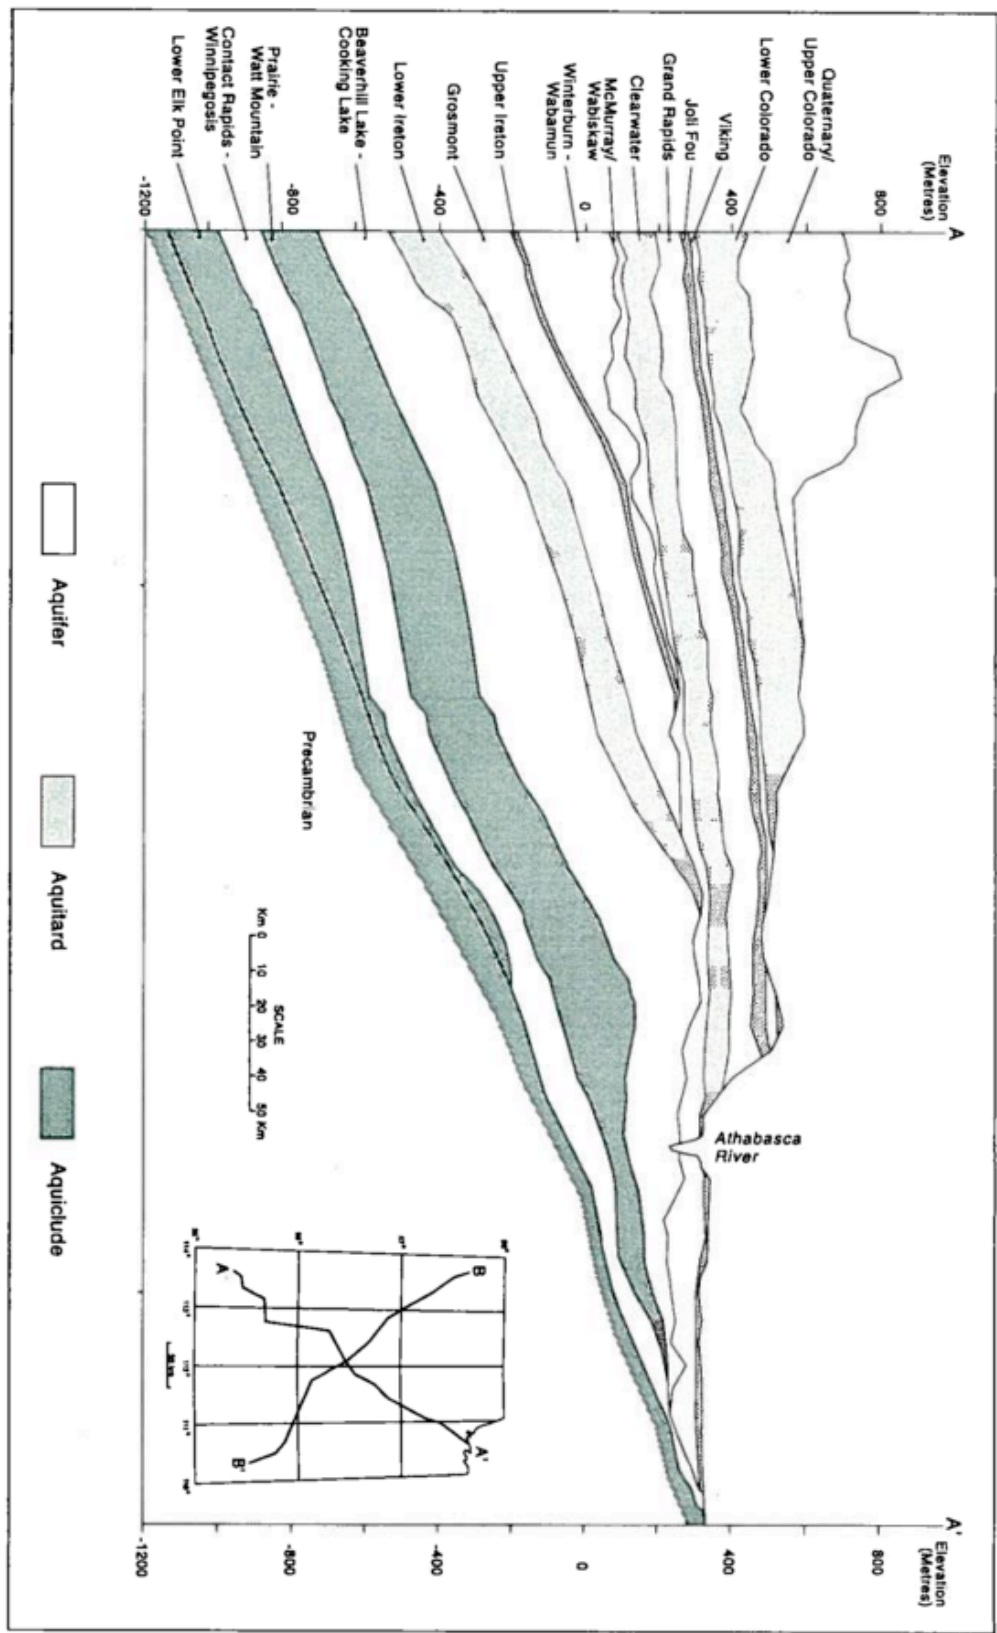 A
Elevation
(Metres)
800
400
0
-400
-800
-1200
Quaternary/
Upper Colorado
Lower Colorado
Viking
Joli Fou
Grand Rapids
Clearwater
McMurray/
Wabiskaw
Winterburn -
Wabamun
Upper Ireton
Grosmont
Lower Ireton
Beaverhill Lake -
Cooking Lake
Prairie -
Watt Mountain
Contact Rapids -
Winnipegosis
Lower Elk Point
Athabasca
River
Precambrian
A'
Elevation
(Metres)
800
400
0
-400
-800
-1200
SCALE
Km 0 10 20 30 40 50 Km
B
A
A'
B'
Aquifer
Aquitard
Aquiclude